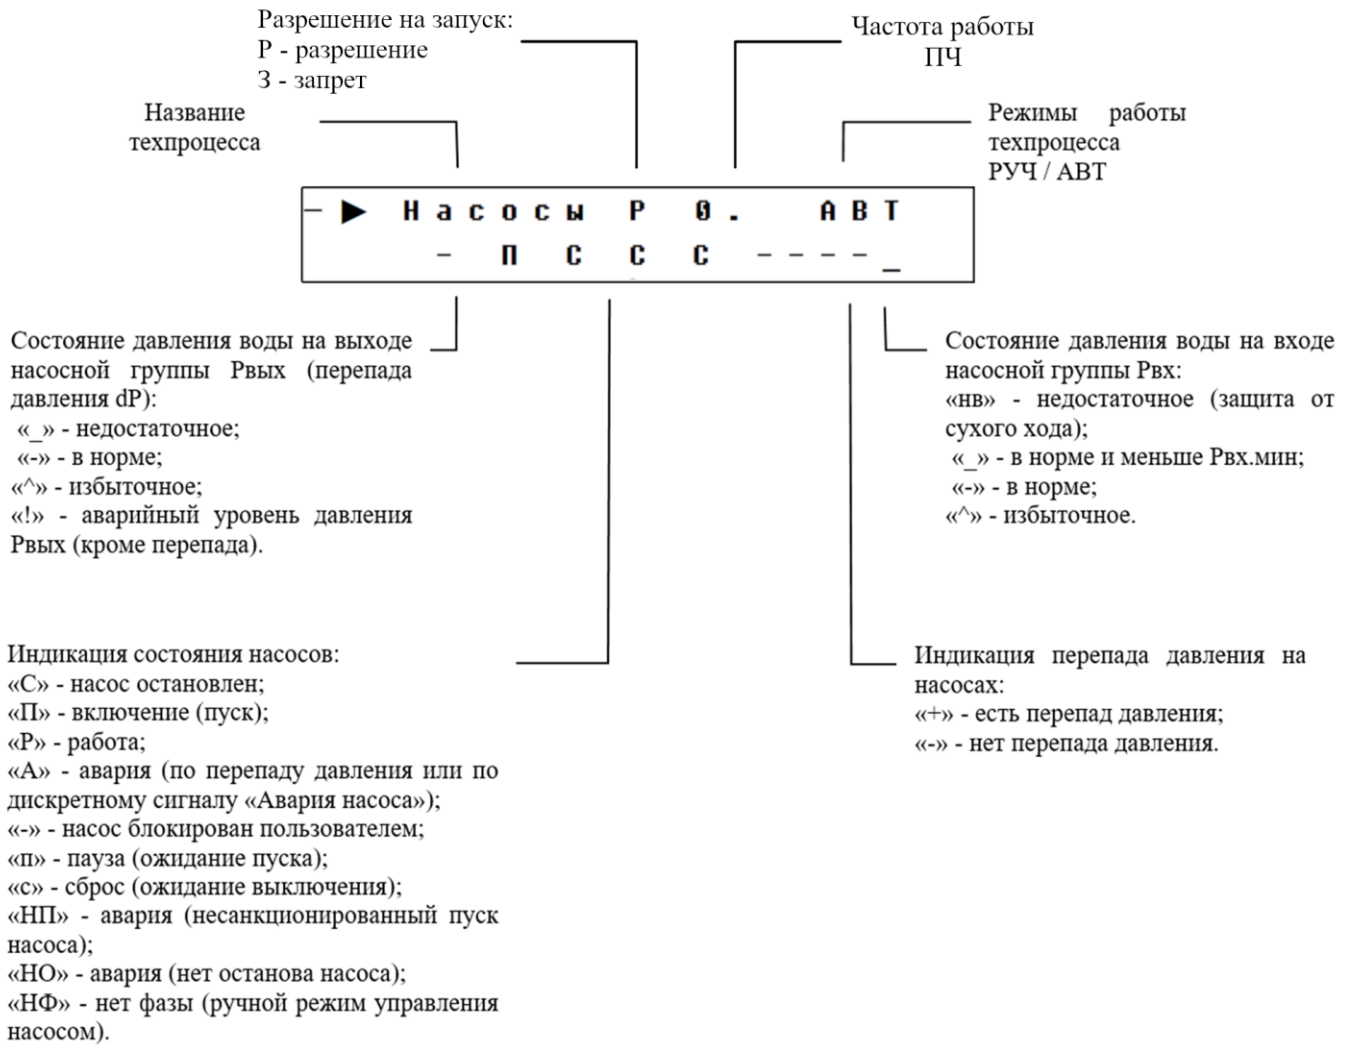 Разрешение на запуск:
Р - разрешение
З - запрет
Частота работы
ПЧ
Название
техпроцесса
Режимы работы
техпроцесса
РУЧ / АВТ
–► Насосы Р 0. АВТ
- П С С С ----_
Состояние давления воды на выходе
насосной группы Рвых (перепада
давления dP):
«_» - недостаточное;
«-» - в норме;
«^» - избыточное;
«!» - аварийный уровень давления
Рвых (кроме перепада).
Состояние давления воды на входе
насосной группы Рвх:
«нв» - недостаточное (защита от
сухого хода);
«_» - в норме и меньше Рвх.мин;
«-» - в норме;
«^» - избыточное.
Индикация состояния насосов:
«С» - насос остановлен;
«П» - включение (пуск);
«Р» - работа;
«А» - авария (по перепаду давления или по
дискретному сигналу «Авария насоса»);
«-» - насос блокирован пользователем;
«п» - пауза (ожидание пуска);
«с» - сброс (ожидание выключения);
«НП» - авария (несанкционированный пуск
насоса);
«НО» - авария (нет останова насоса);
«НФ» - нет фазы (ручной режим управления
насосом).
Индикация перепада давления на
насосах:
«+» - есть перепад давления;
«-» - нет перепада давления.